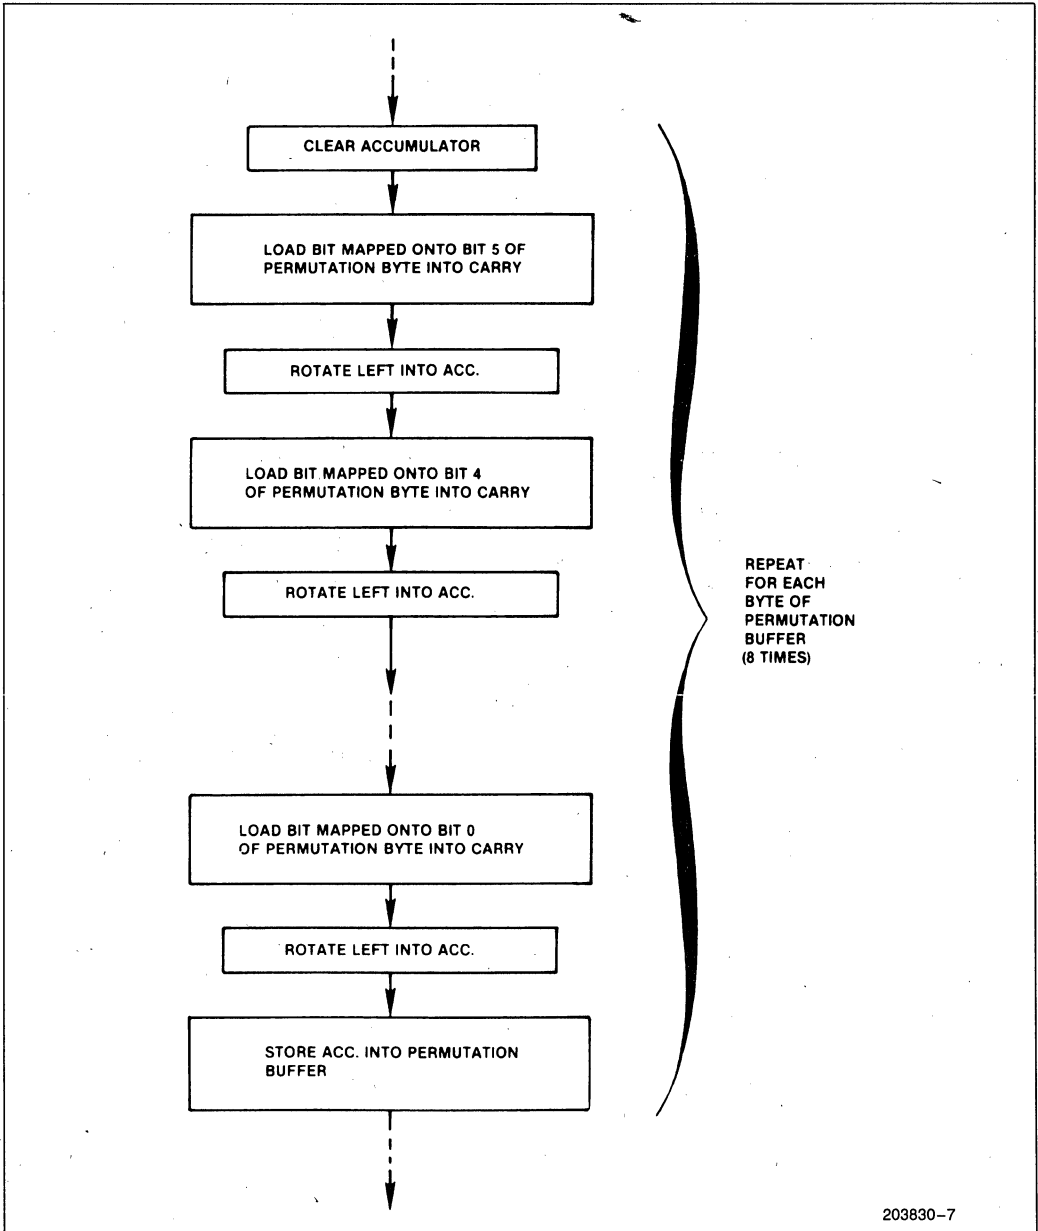 CLEAR ACCUMULATOR
LOAD BIT MAPPED ONTO BIT 5 OF
PERMUTATION BYTE INTO CARRY
ROTATE LEFT INTO ACC.
LOAD BIT MAPPED ONTO BIT 4
OF PERMUTATION BYTE INTO CARRY
ROTATE LEFT INTO ACC.
REPEAT
FOR EACH
BYTE OF
PERMUTATION
BUFFER
(8 TIMES)
LOAD BIT MAPPED ONTO BIT 0
OF PERMUTATION BYTE INTO CARRY
ROTATE LEFT INTO ACC.
STORE ACC. INTO PERMUTATION
BUFFER
203830-7